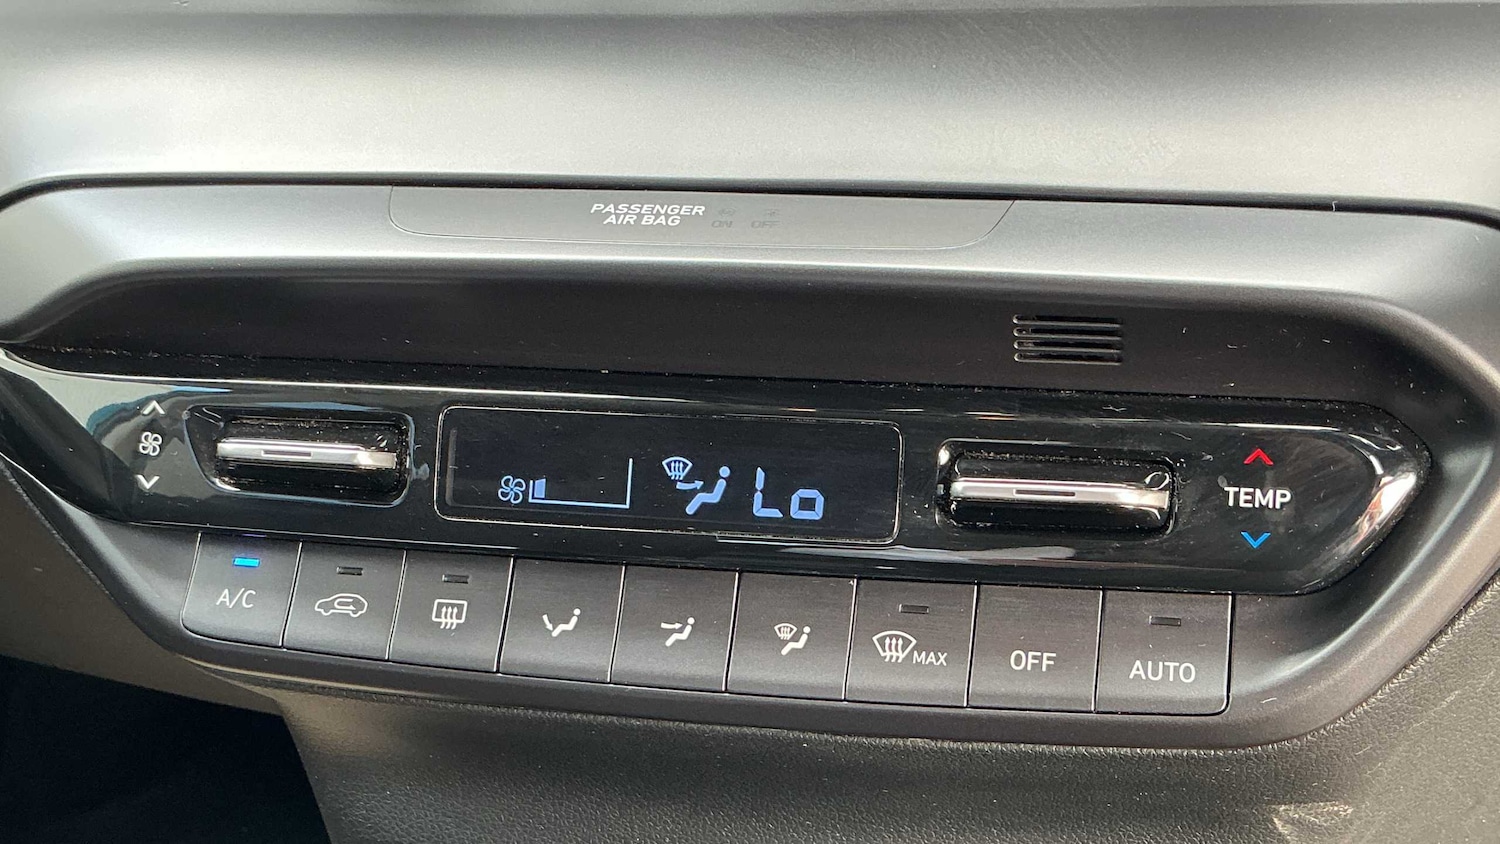 PASSENGER
AIR BAG ON OFF
Lo
TEMP
A/C
MAX
OFF
AUTO